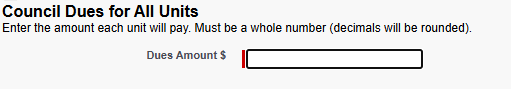 Council Dues for All Units
Enter the amount each unit will pay. Must be a whole number (decimals will be rounded).
Dues Amount $